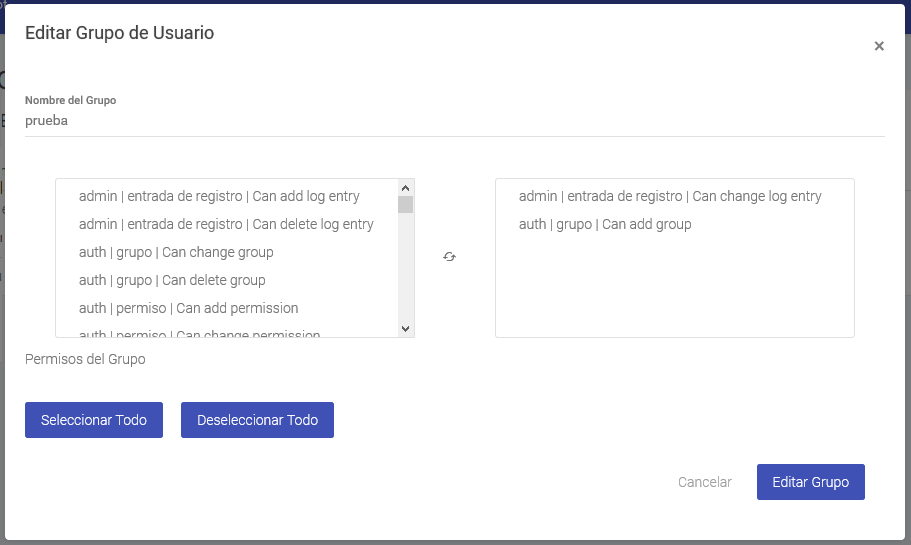 Editar Grupo de Usuario
×
Nombre del Grupo
prueba
admin | entrada de registro | Can add log entry
admin | entrada de registro | Can delete log entry
auth | grupo | Can change group
auth | grupo | Can delete group
auth | permiso | Can add permission
auth | permiso | Can change permission
admin | entrada de registro | Can change log entry
auth | grupo | Can add group
Permisos del Grupo
Seleccionar Todo
Deseleccionar Todo
Cancelar
Editar Grupo